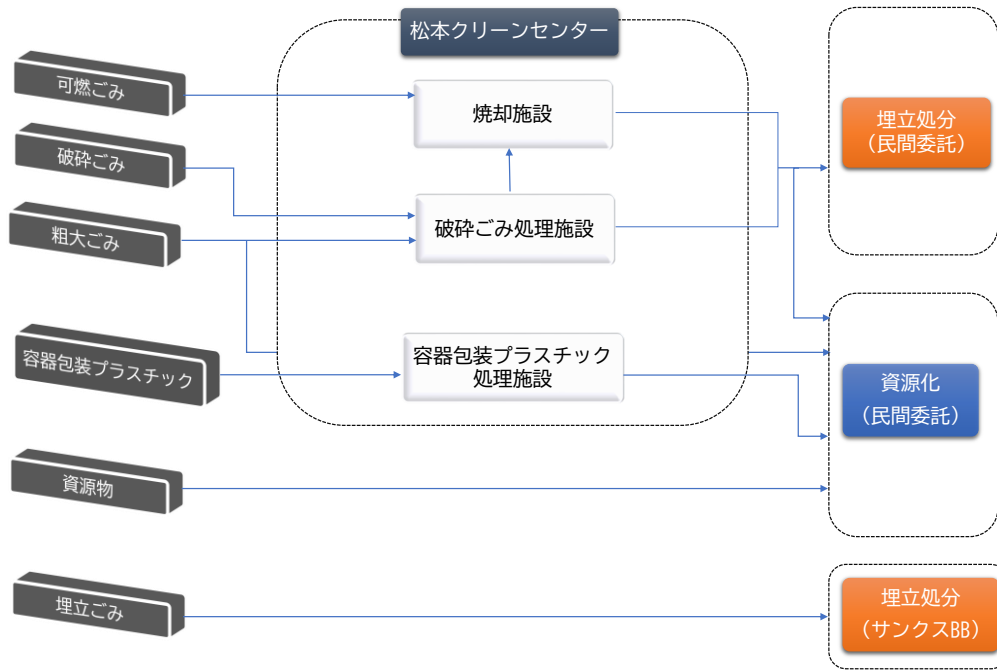 松本クリーンセンター
可燃ごみ
破砕ごみ
粗大ごみ
容器包装プラスチック
資源物
埋立ごみ
焼却施設
破砕ごみ処理施設
容器包装プラスチック
処理施設
埋立処分
（民間委託）
資源化
（民間委託）
埋立処分
（サンクスBB）